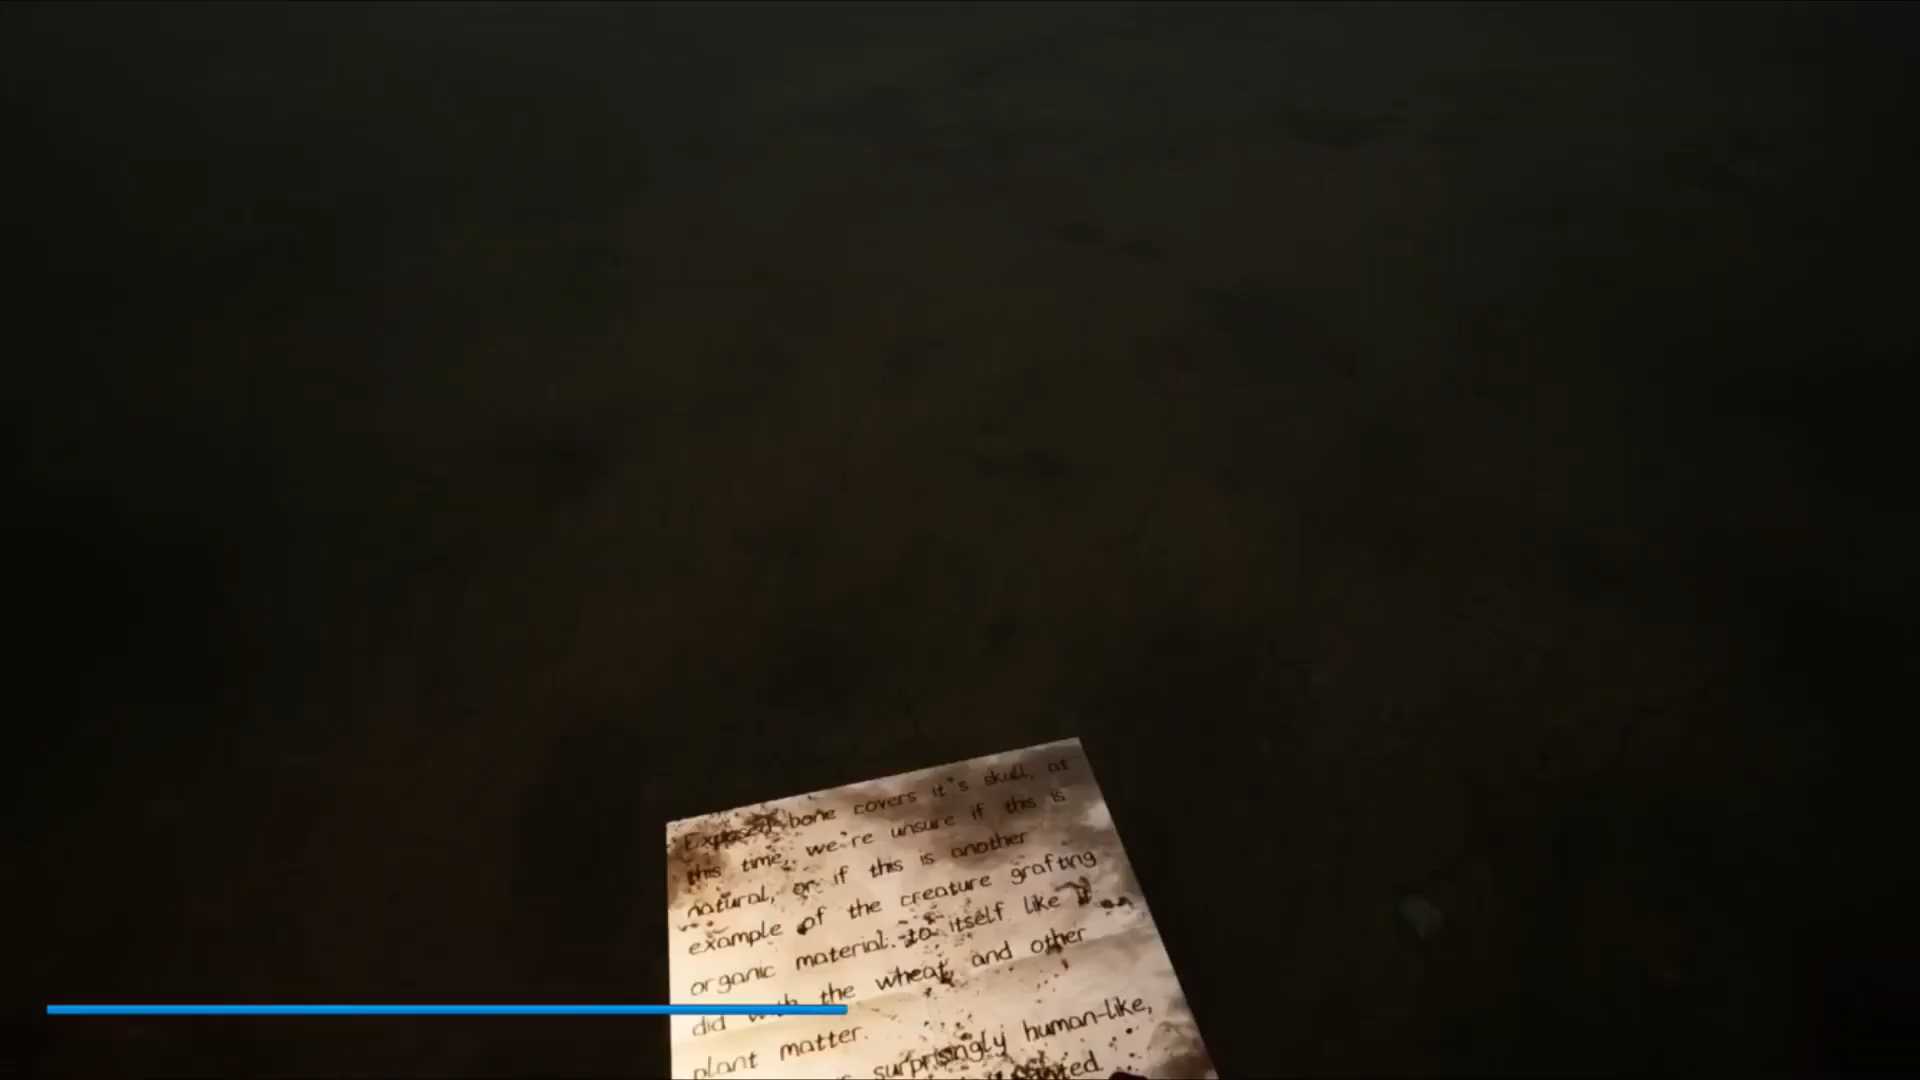 Exposed bone covers it's skull, at
this time, we're unsure if this is
natural, or if this is another
example of the creature grafting
organic material to itself like it
did with the wheat and other
plant matter.
surprisingly human-like,